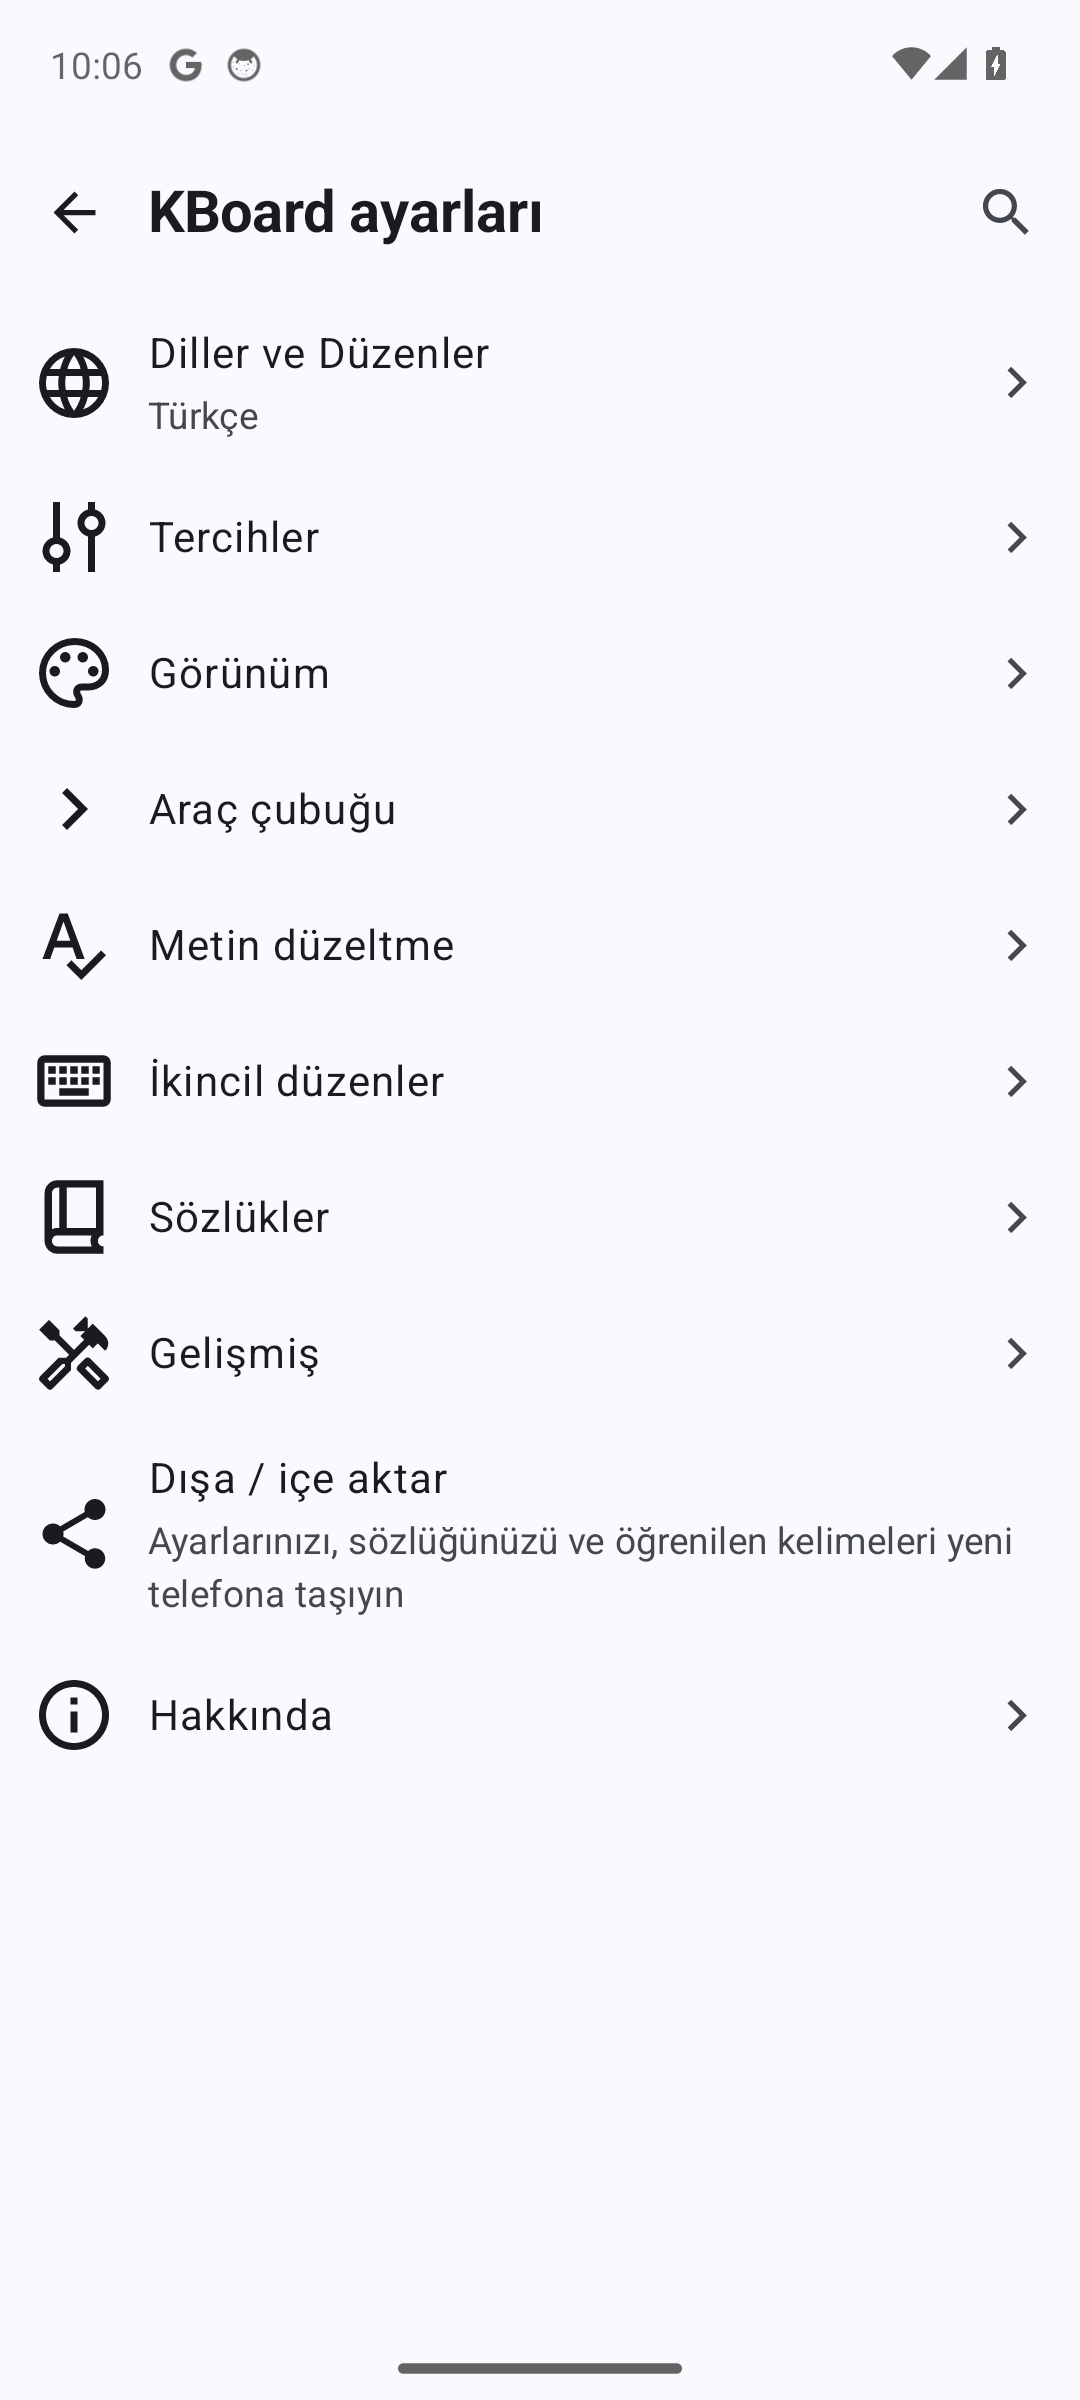 10:06
KBoard ayarları
Diller ve Düzenler
Türkçe
Tercihler
Görünüm
Araç çubuğu
Metin düzeltme
İkincil düzenler
Sözlükler
Gelişmiş
Dışa / içe aktar
Ayarlarınızı, sözlüğünüzü ve öğrenilen kelimeleri yeni
telefona taşıyın
Hakkında